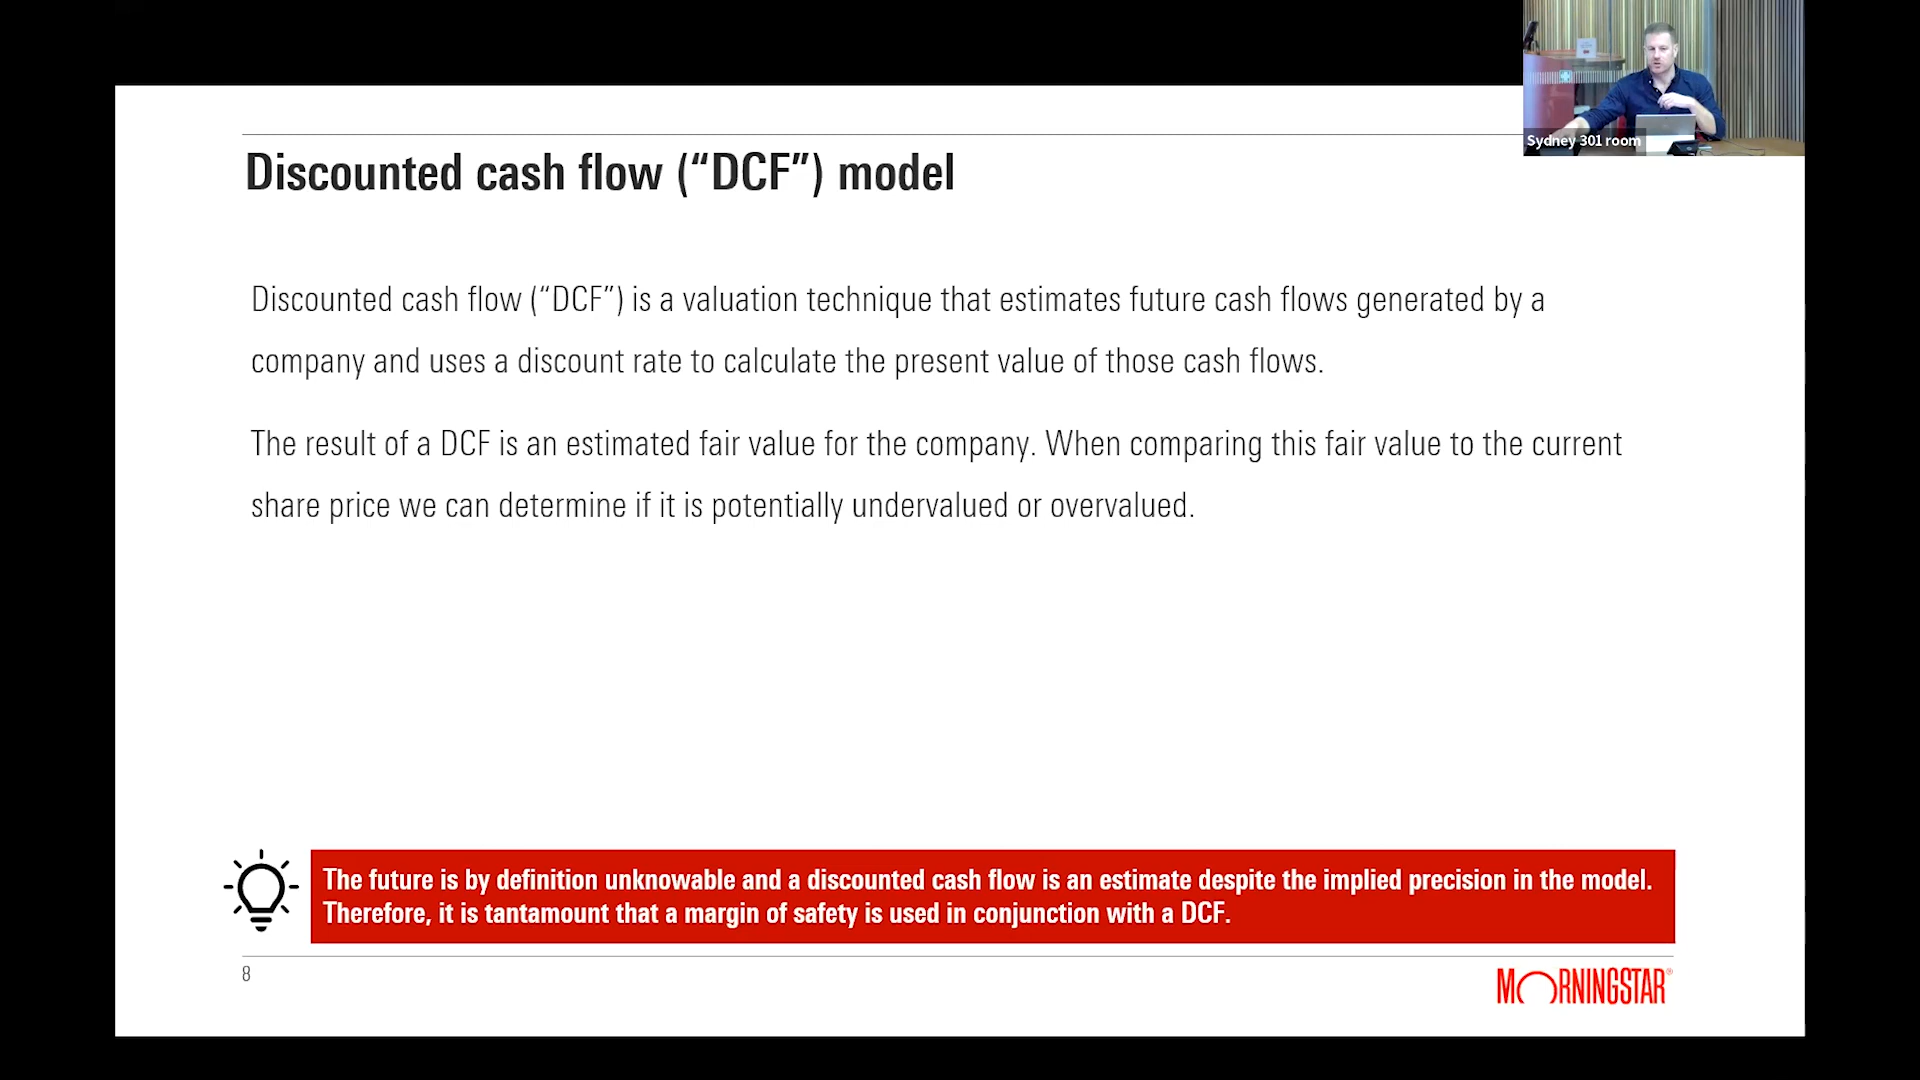 Sydney 301 room
Discounted cash flow (“DCF”) model
Discounted cash flow (“DCF”) is a valuation technique that estimates future cash flows generated by a
company and uses a discount rate to calculate the present value of those cash flows.
The result of a DCF is an estimated fair value for the company. When comparing this fair value to the current
share price we can determine if it is potentially undervalued or overvalued.
The future is by definition unknowable and a discounted cash flow is an estimate despite the implied precision in the model.
Therefore, it is tantamount that a margin of safety is used in conjunction with a DCF.
8
MORNINGSTAR®